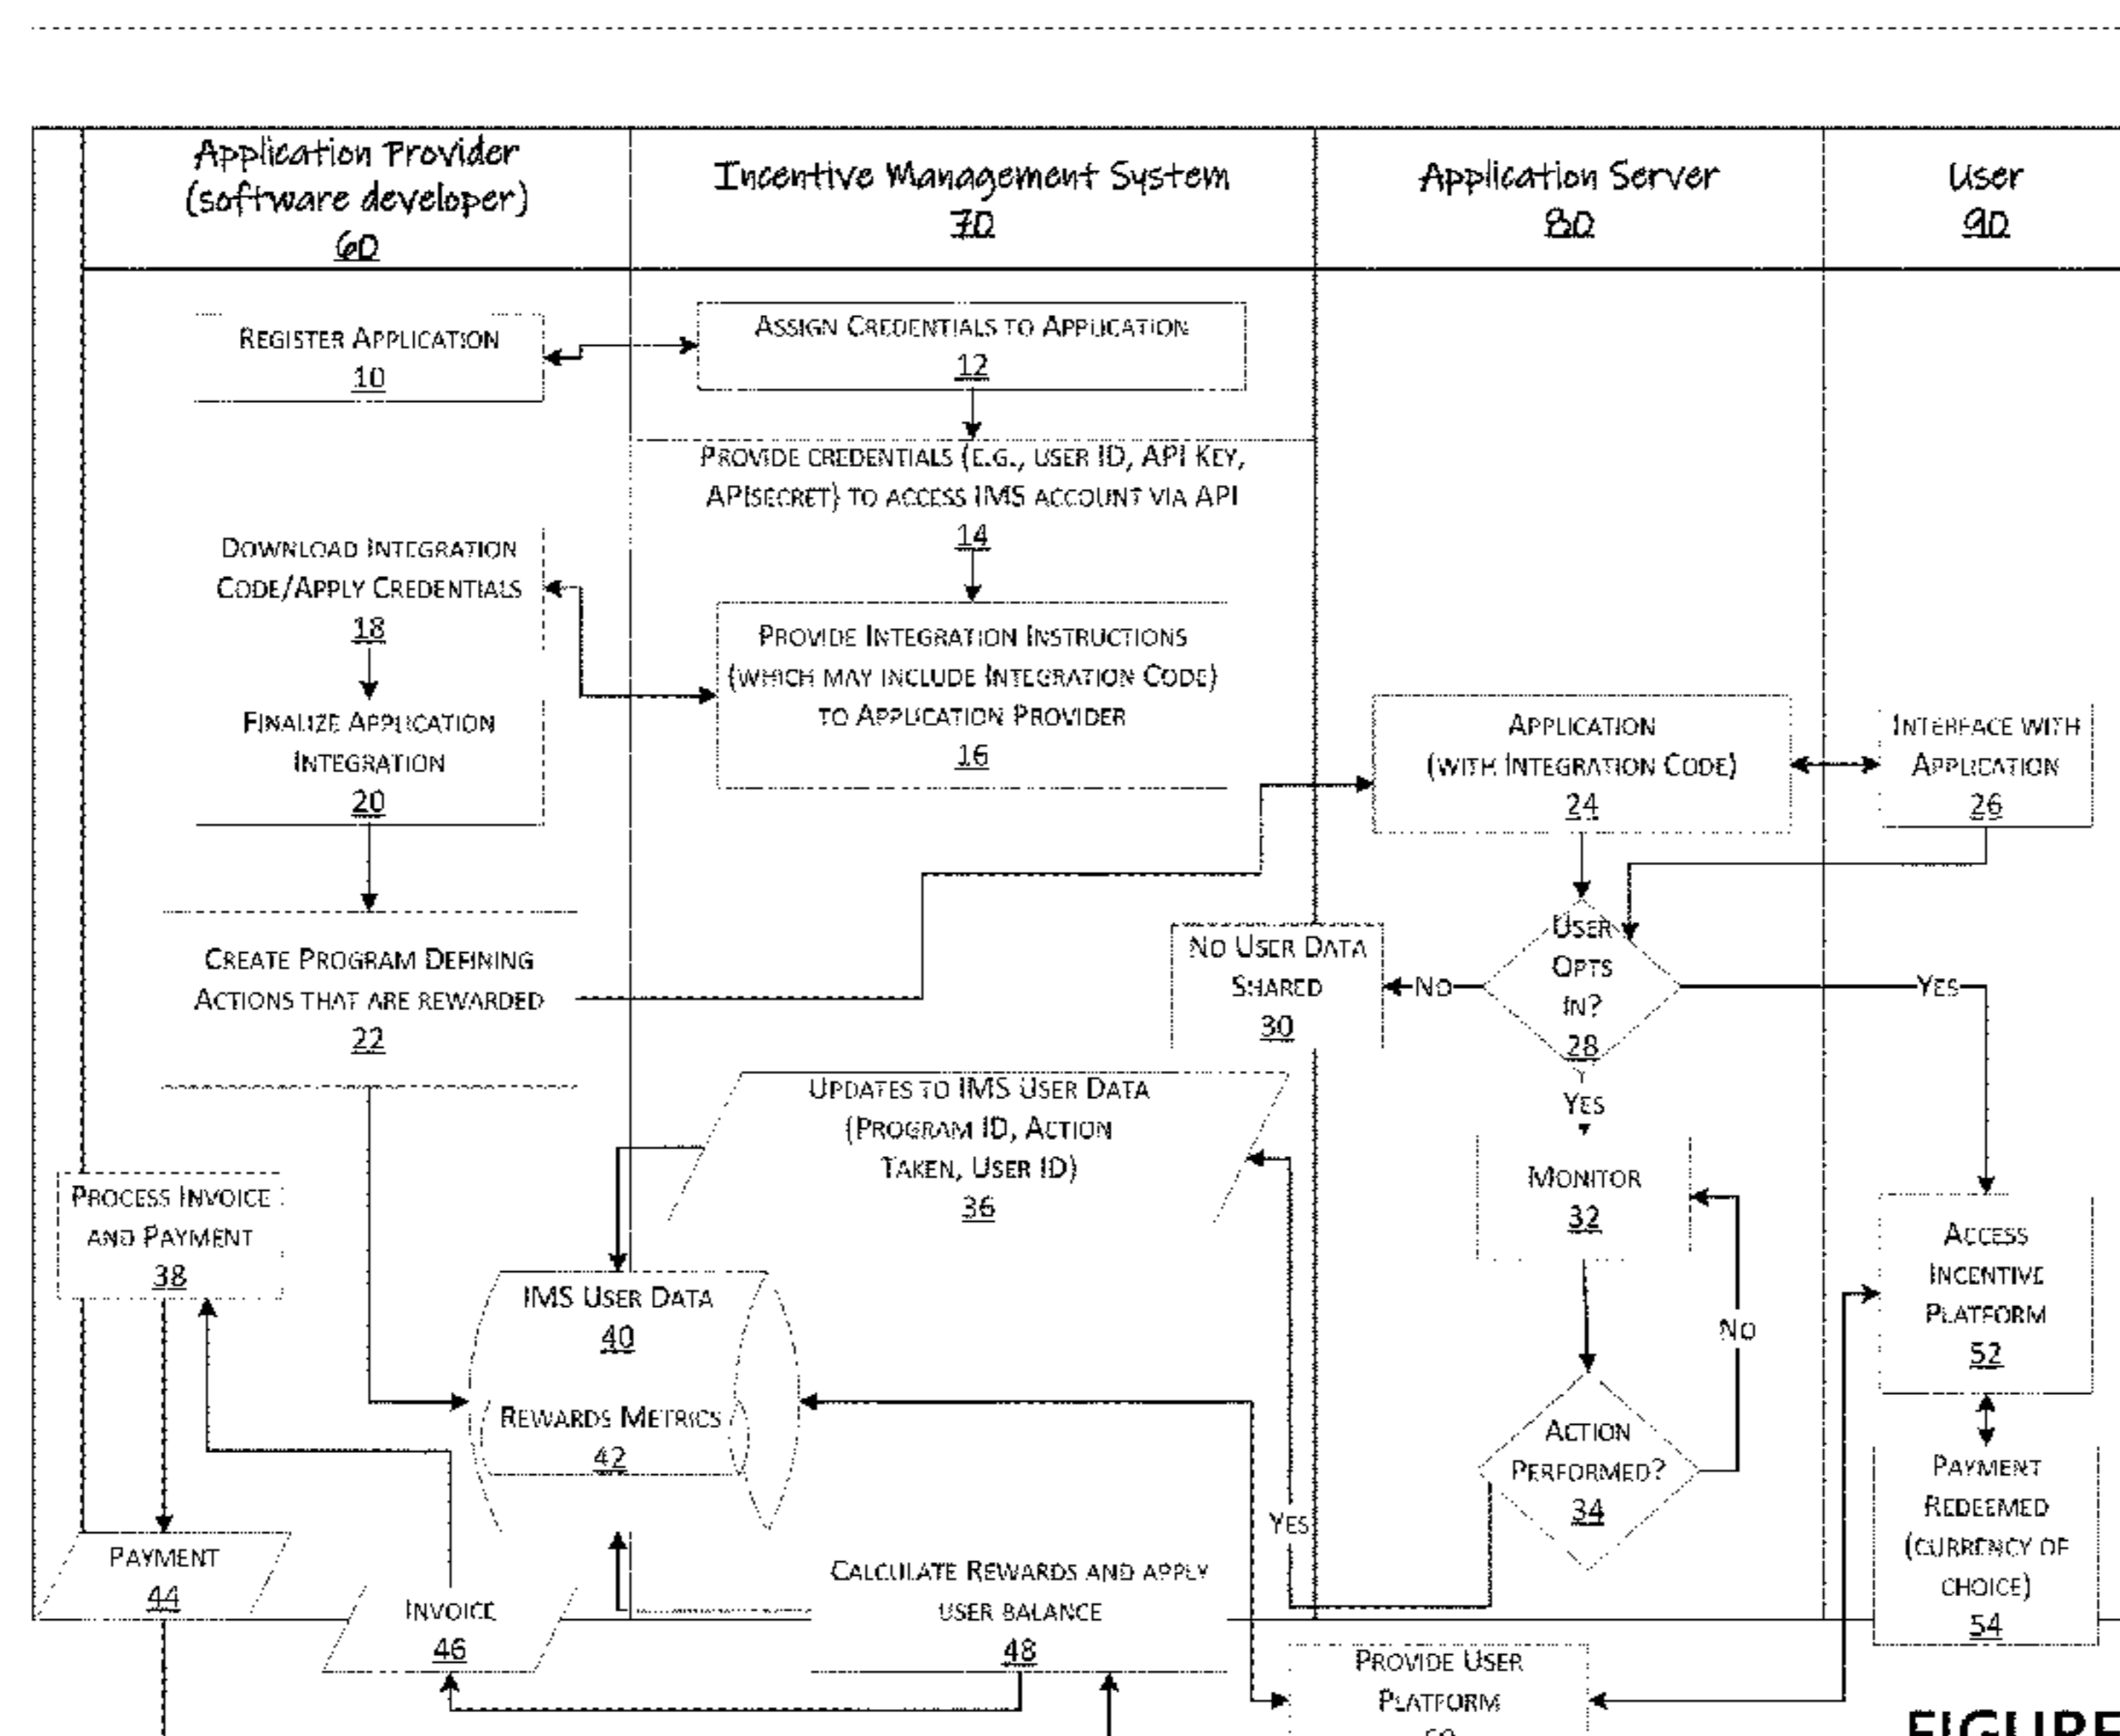 Application Provider
(software developer)
60
Incentive Management System
70
Application Server
80
User
90
REGISTER APPLICATION
10
ASSIGN CREDENTIALS TO APPLICATION
12
PROVIDE CREDENTIALS (E.G., USER ID, API KEY,
APISECRET) TO ACCESS IMS ACCOUNT VIA API
14
DOWNLOAD INTEGRATION
CODE/APPLY CREDENTIALS
18
PROVIDE INTEGRATION INSTRUCTIONS
(WHICH MAY INCLUDE INTEGRATION CODE)
TO APPLICATION PROVIDER
16
FINALIZE APPLICATION
INTEGRATION
20
APPLICATION
(WITH INTEGRATION CODE)
24
INTERFACE WITH
APPLICATION
26
CREATE PROGRAM DEFINING
ACTIONS THAT ARE REWARDED
22
NO USER DATA
SHARED
30
NO
USER
OPTS
IN?
28
YES
YES
UPDATES TO IMS USER DATA
(PROGRAM ID, ACTION
TAKEN, USER ID)
36
MONITOR
32
PROCESS INVOICE
AND PAYMENT
38
ACCESS
INCENTIVE
PLATFORM
52
IMS USER DATA
40
NO
REWARDS METRICS
42
ACTION
PERFORMED?
34
YES
PAYMENT
REDEEMED
(CURRENCY OF
CHOICE)
54
PAYMENT
44
INVOICE
46
CALCULATE REWARDS AND APPLY
USER BALANCE
48
PROVIDE USER
PLATFORM
FIGURE